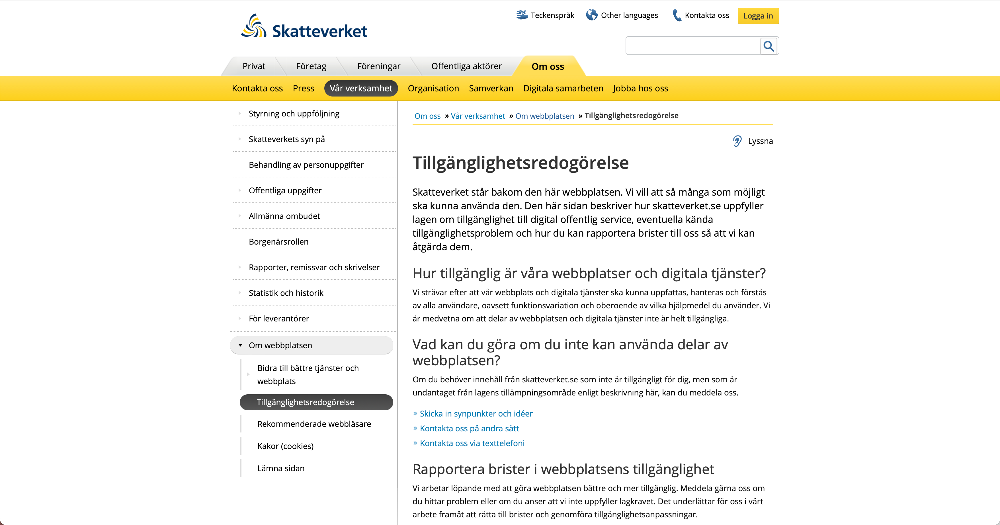 Teckenspråk
Other languages
Kontakta oss
Logga in
Skatteverket
Privat
Företag
Föreningar
Offentliga aktörer
Om oss
Kontakta oss
Press
Vår verksamhet
Organisation
Samverkan
Digitala samarbeten
Jobba hos oss
Styrning och uppföljning
Skatteverkets syn på
Behandling av personuppgifter
Offentliga uppgifter
Allmänna ombudet
Borgenärsrollen
Rapporter, remissvar och skrivelser
Statistik och historik
För leverantörer
Om webbplatsen
Bidra till bättre tjänster och
webbplats
Tillgänglighetsredogörelse
Rekommenderade webbläsare
Kakor (cookies)
Lämna sidan
Om oss » Vår verksamhet » Om webbplatsen » Tillgänglighetsredogörelse
Lyssna
Tillgänglighetsredogörelse
Skatteverket står bakom den här webbplatsen. Vi vill att så många som möjligt
ska kunna använda den. Den här sidan beskriver hur skatteverket.se uppfyller
lagen om tillgänglighet till digital offentlig service, eventuella kända
tillgänglighetsproblem och hur du kan rapportera brister till oss så att vi kan
åtgärda dem.
Hur tillgänglig är våra webbplatser och digitala tjänster?
Vi strävar efter att vår webbplats och digitala tjänster ska kunna uppfattas, hanteras och förstås
av alla användare, oavsett funktionsvariation och oberoende av vilka hjälpmedel du använder. Vi
är medvetna om att delar av webbplatsen och digitala tjänster inte är helt tillgängliga.
Vad kan du göra om du inte kan använda delar av
webbplatsen?
Om du behöver innehåll från skatteverket.se som inte är tillgängligt för dig, men som är
undantaget från lagens tillämpningsområde enligt beskrivning här, kan du meddela oss.
» Skicka in synpunkter och idéer
» Kontakta oss på andra sätt
» Kontakta oss via texttelefoni
Rapportera brister i webbplatsens tillgänglighet
Vi arbetar löpande med att göra webbplatsen bättre och mer tillgänglig. Meddela gärna oss om
du hittar problem eller om du anser att vi inte uppfyller lagkravet. Det underlättar för oss i vårt
arbete framåt att rätta till brister och genomföra tillgänglighetsanpassningar.